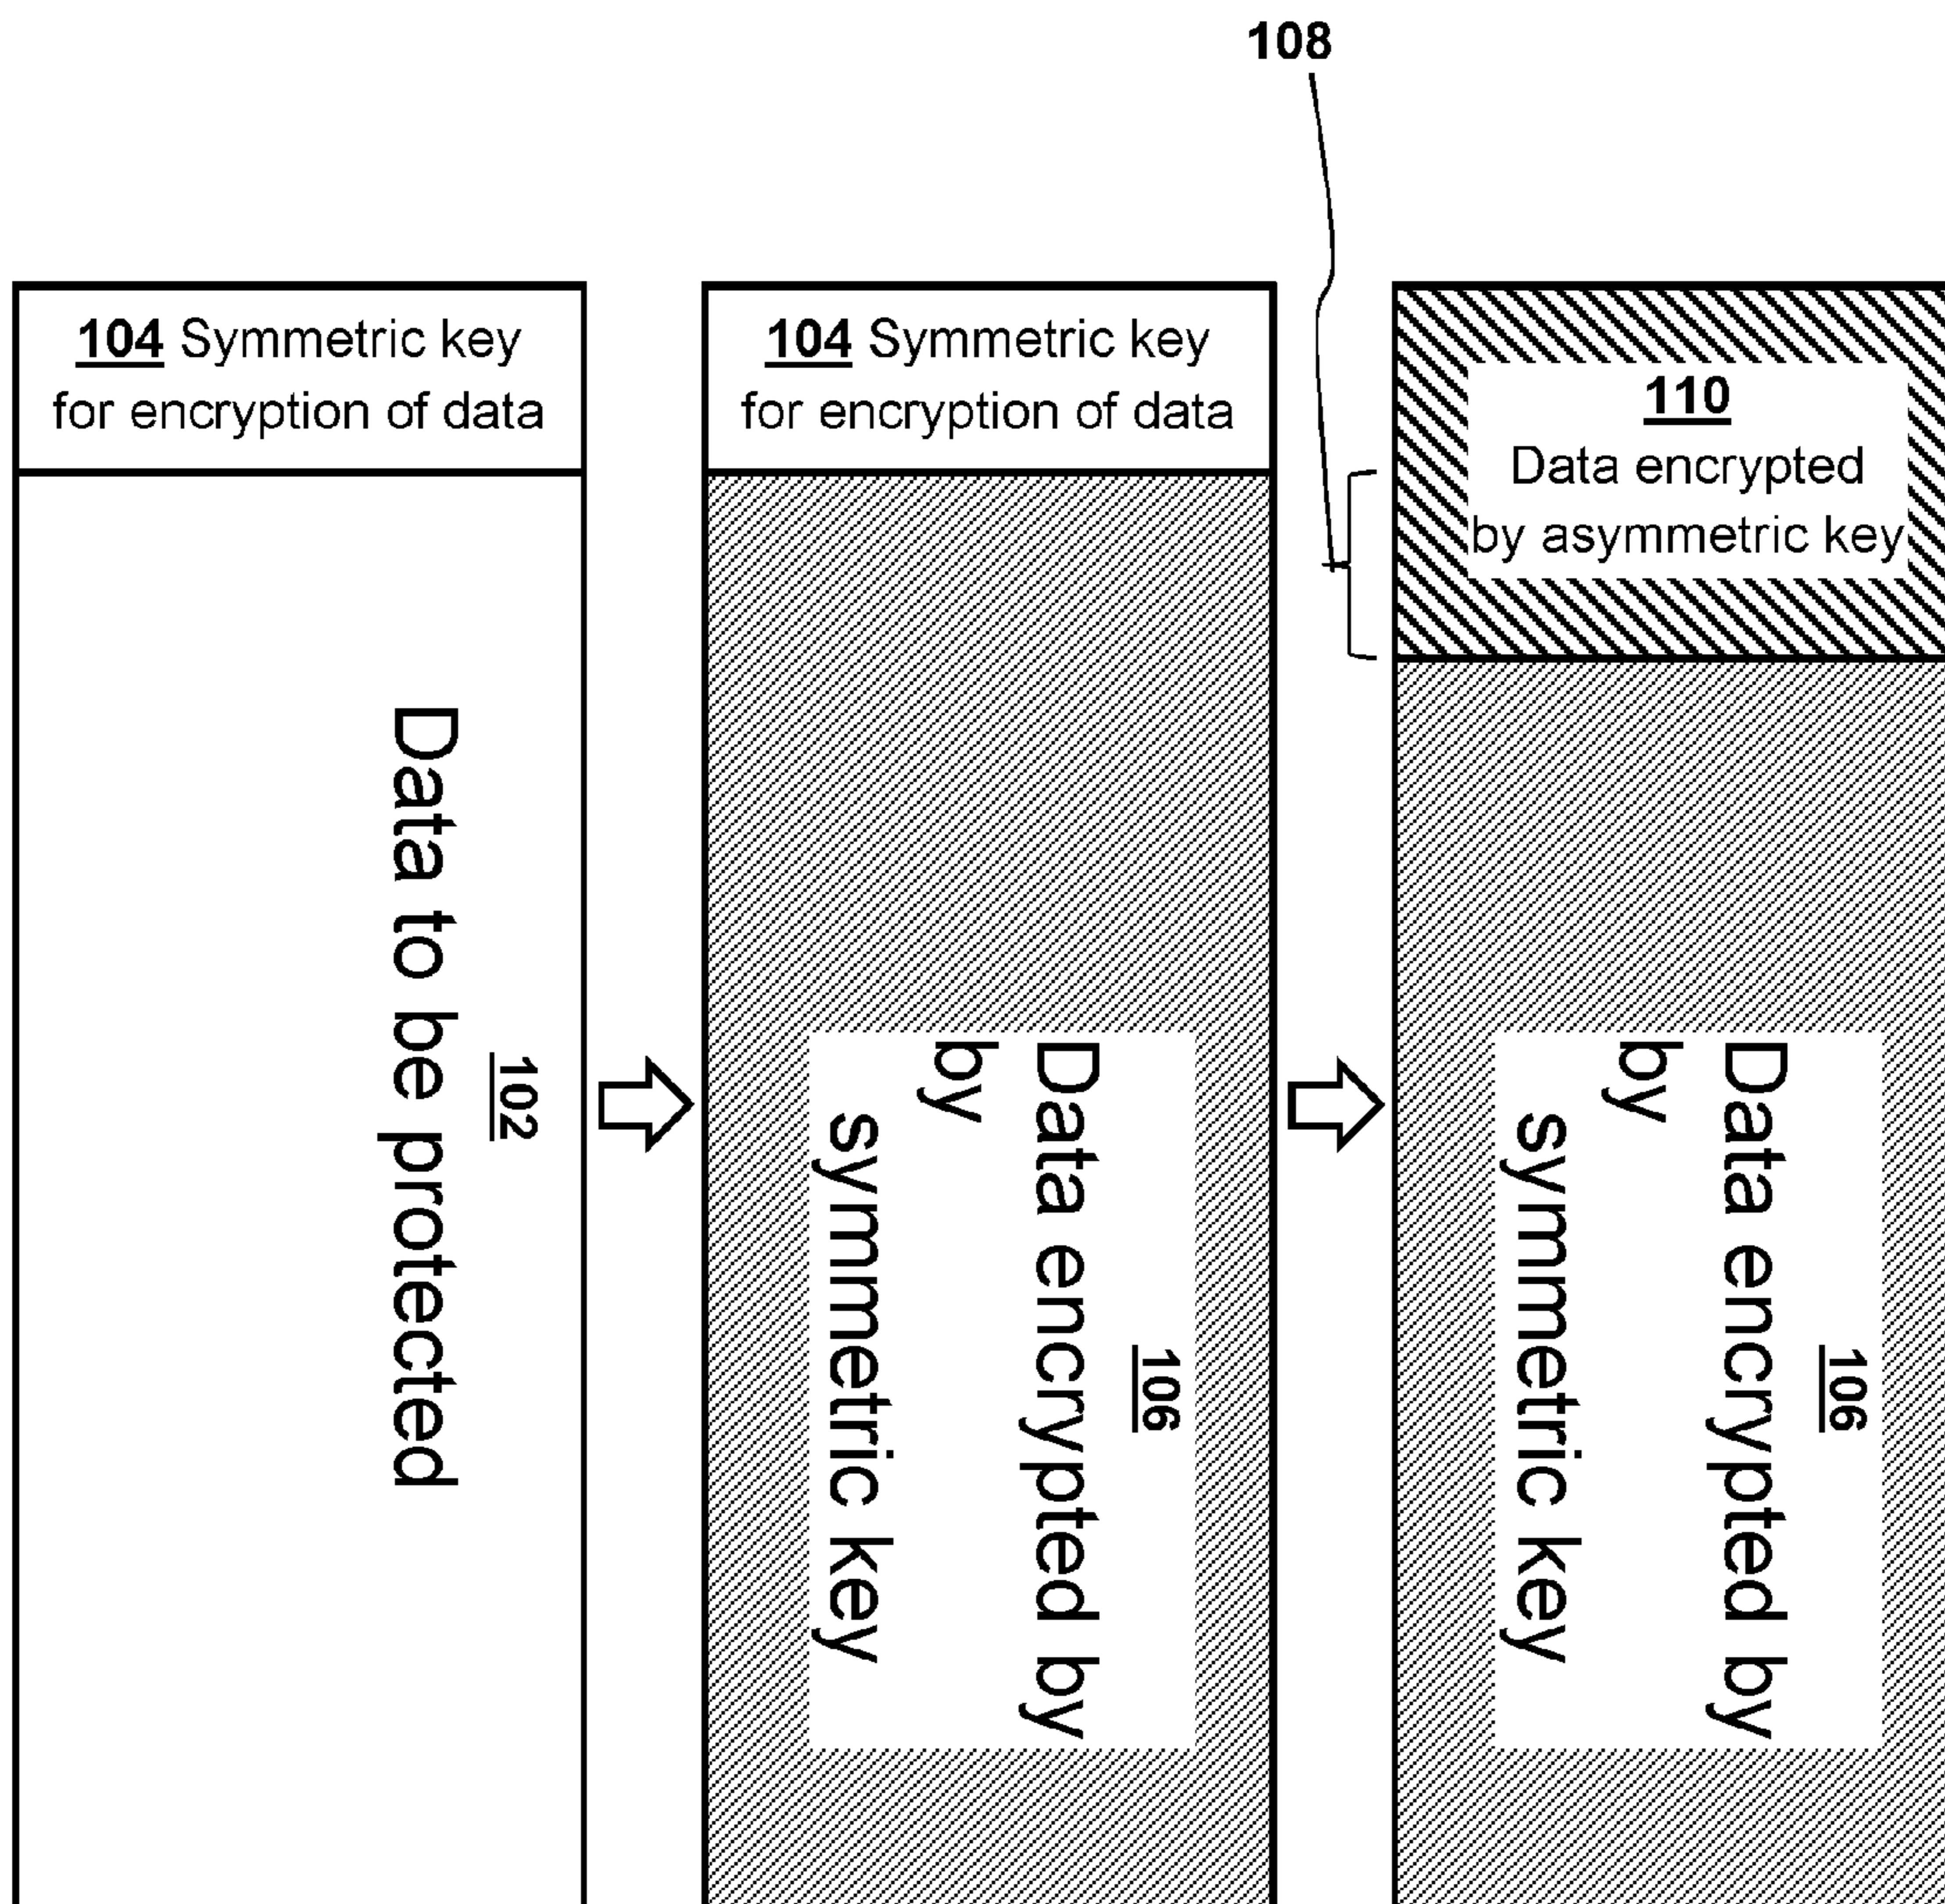 108
104 Symmetric key
for encryption of data
102
Data to be protected
104 Symmetric key
for encryption of data
106
Data encrypted by
by
symmetric key
110
Data encrypted
by asymmetric key
106
Data encrypted by
by
symmetric key